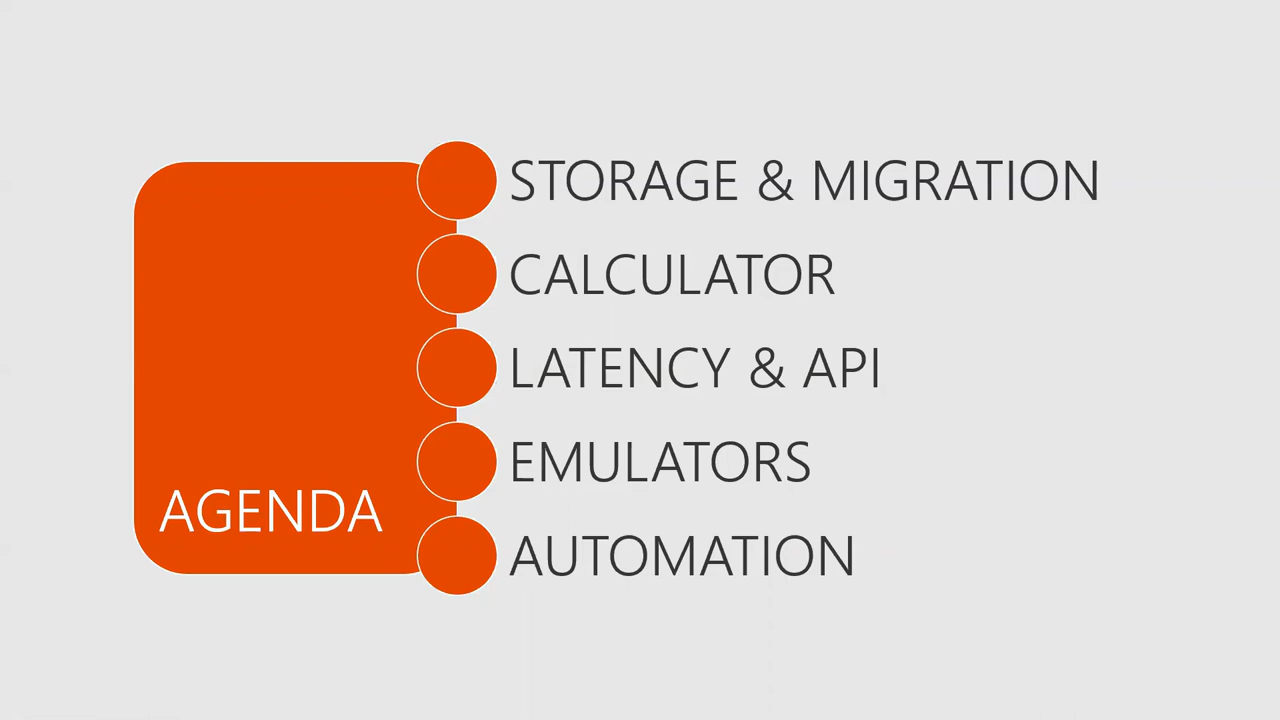 AGENDA
STORAGE & MIGRATION
CALCULATOR
LATENCY & API
EMULATORS
AUTOMATION